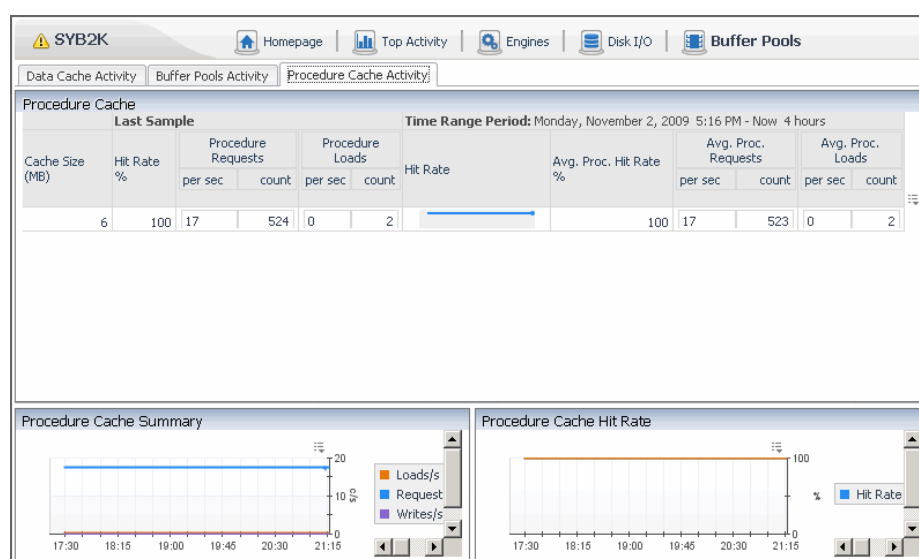 SYB2K Homepage Top Activity Engines Disk I/O Buffer Pools
Data Cache Activity Buffer Pools Activity Procedure Cache Activity
Procedure Cache
Last Sample Time Range Period: Monday, November 2, 2009 5:16 PM - Now 4 hours
Cache Size (MB) Hit Rate % Procedure Requests Procedure Loads Hit Rate Avg. Proc. Hit Rate % Avg. Proc. Requests Avg. Proc. Loads
per sec count per sec count per sec count per sec count
6 100 17 524 0 2 100 17 523 0 2
Procedure Cache Summary
20
10
0
o/s
17:30 18:15 19:00 19:45 20:30 21:15
Loads/s
Request
Writes/s
Procedure Cache Hit Rate
100
0
%
17:30 18:15 19:00 19:45 20:30 21:15
Hit Rate